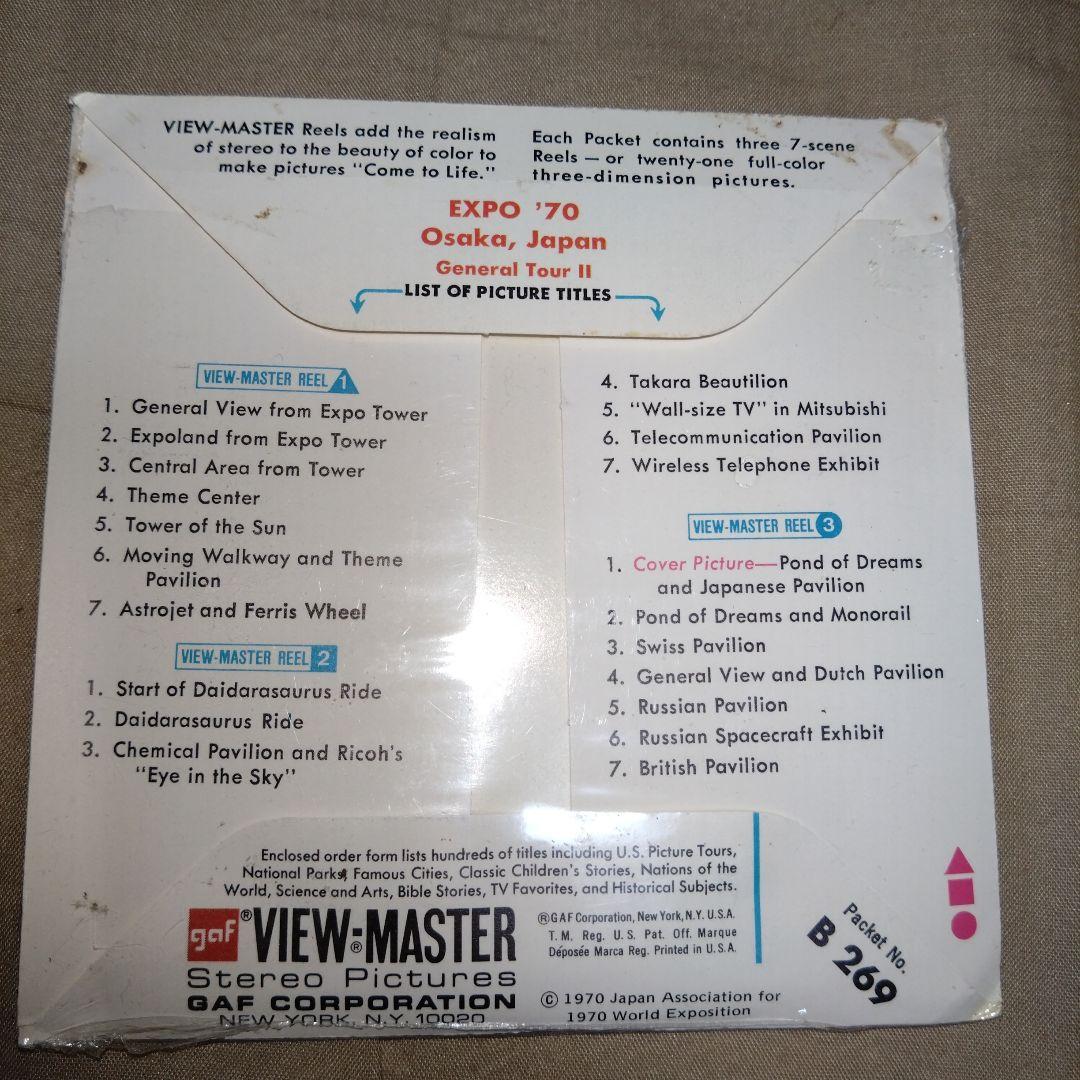 VIEW-MASTER Reels add the realism
of stereo to the beauty of color to
make pictures "Come to Life."
Each Packet contains three 7-scene
Reels — or twenty-one full-color
three-dimension pictures.
EXPO '70
Osaka, Japan
General Tour II
LIST OF PICTURE TITLES
VIEW-MASTER REEL 1
1. General View from Expo Tower
2. Expoland from Expo Tower
3. Central Area from Tower
4. Theme Center
5. Tower of the Sun
6. Moving Walkway and Theme
Pavilion
7. Astrojet and Ferris Wheel
VIEW-MASTER REEL 2
1. Start of Daidarasaurus Ride
2. Daidarasaurus Ride
3. Chemical Pavilion and Ricoh's
"Eye in the Sky"
4. Takara Beautilion
5. "Wall-size TV" in Mitsubishi
6. Telecommunication Pavilion
7. Wireless Telephone Exhibit
VIEW-MASTER REEL 3
1. Cover Picture—Pond of Dreams
and Japanese Pavilion
2. Pond of Dreams and Monorail
3. Swiss Pavilion
4. General View and Dutch Pavilion
5. Russian Pavilion
6. Russian Spacecraft Exhibit
7. British Pavilion
Enclosed order form lists hundreds of titles including U.S. Picture Tours,
National Parks, Famous Cities, Classic Children's Stories, Nations of the
World, Science and Arts, Bible Stories, TV Favorites, and Historical Subjects.
gaf® VIEW-MASTER®
Stereo Pictures
GAF CORPORATION
NEW YORK, N.Y. 10020
®GAF Corporation, New York, N.Y. U.S.A.
T. M. Reg. U. S. Pat. Off. Marque
Déposée Marca Reg. Printed in U.S.A.
© 1970 Japan Association for
1970 World Exposition
Packet No.
B 269